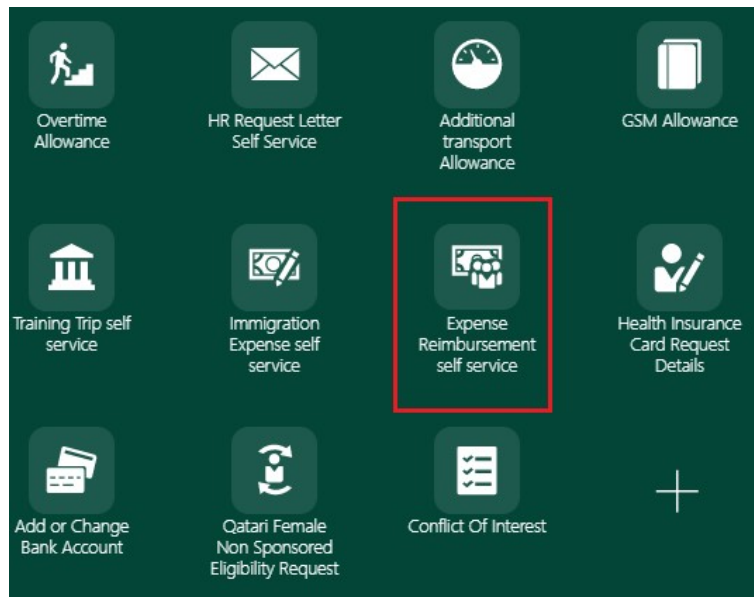 Overtime
Allowance
HR Request Letter
Self Service
Additional
transport
Allowance
GSM Allowance
Training Trip self
service
Immigration
Expense self
service
Expense
Reimbursement
self service
Health Insurance
Card Request
Details
Add or Change
Bank Account
Qatari Female
Non Sponsored
Eligibility Request
Conflict Of Interest